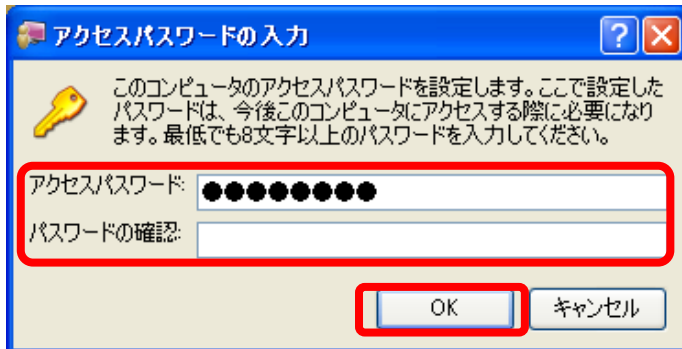 アクセスパスワードの入力
このコンピュータのアクセスパスワードを設定します。ここで設定した
パスワードは、今後このコンピュータにアクセスする際に必要になり
ます。最低でも8文字以上のパスワードを入力してください。
アクセスパスワード: ●●●●●●●●
パスワードの確認:
OK キャンセル